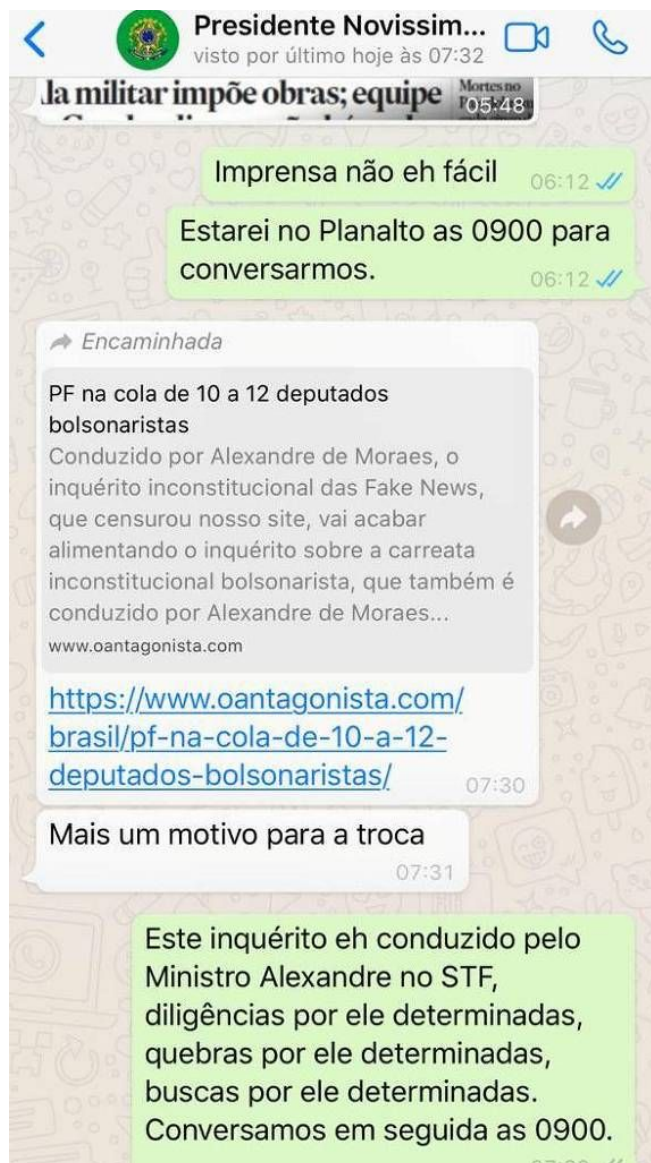 Presidente Novissim...
visto por último hoje às 07:32
da militar impõe obras; equipe
Mortes no
05:48
Imprensa não eh fácil
06:12
Estarei no Planalto as 0900 para
conversarmos.
06:12
Encaminhada
PF na cola de 10 a 12 deputados
bolsonaristas
Conduzido por Alexandre de Moraes, o
inquérito inconstitucional das Fake News,
que censurou nosso site, vai acabar
alimentando o inquérito sobre a carreata
inconstitucional bolsonarista, que também é
conduzido por Alexandre de Moraes...
www.oantagonista.com
https://www.oantagonista.com/
brasil/pf-na-cola-de-10-a-12-
deputados-bolsonaristas/
07:30
Mais um motivo para a troca
07:31
Este inquérito eh conduzido pelo
Ministro Alexandre no STF,
diligências por ele determinadas,
quebras por ele determinadas,
buscas por ele determinadas.
Conversamos em seguida as 0900.